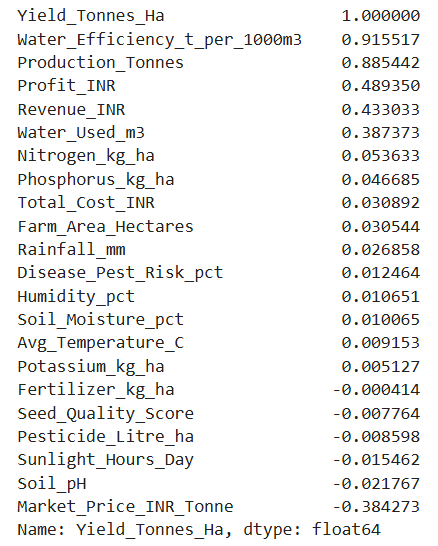 Yield_Tonnes_Ha 1.000000
Water_Efficiency_t_per_1000m3 0.915517
Production_Tonnes 0.885442
Profit_INR 0.489350
Revenue_INR 0.433033
Water_Used_m3 0.387373
Nitrogen_kg_ha 0.053633
Phosphorus_kg_ha 0.046685
Total_Cost_INR 0.030892
Farm_Area_Hectares 0.030544
Rainfall_mm 0.026858
Disease_Pest_Risk_pct 0.012464
Humidity_pct 0.010651
Soil_Moisture_pct 0.010065
Avg_Temperature_C 0.009153
Potassium_kg_ha 0.005127
Fertilizer_kg_ha -0.000414
Seed_Quality_Score -0.007764
Pesticide_Litre_ha -0.008598
Sunlight_Hours_Day -0.015462
Soil_pH -0.021767
Market_Price_INR_Tonne -0.384273
Name: Yield_Tonnes_Ha, dtype: float64